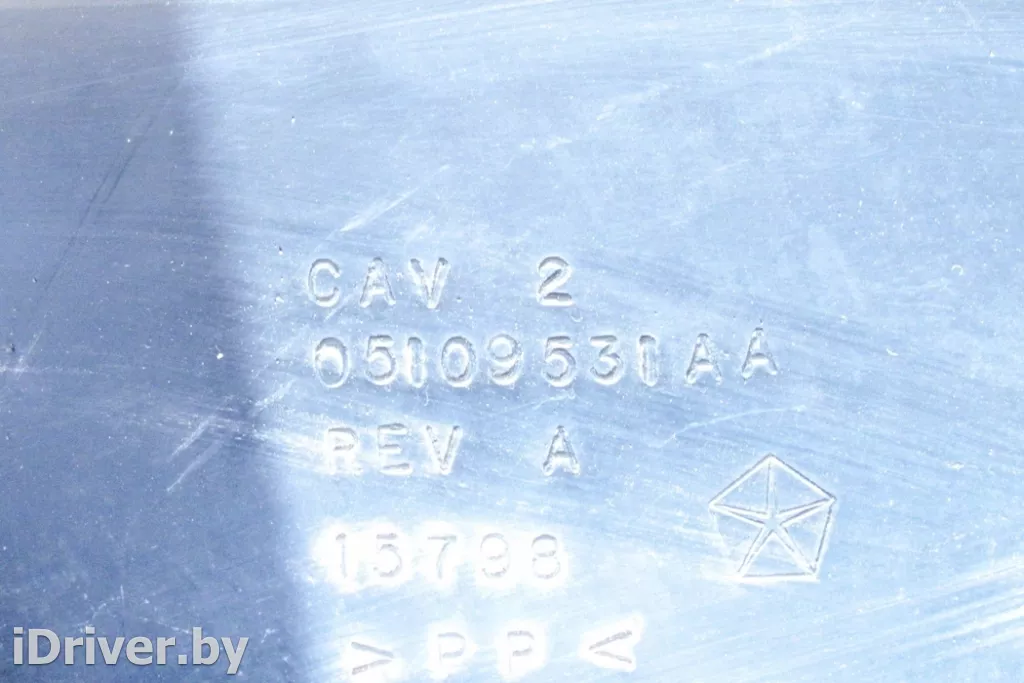 CAV 2
05109531AA
REV A
15798
>PP<
iDriver.by